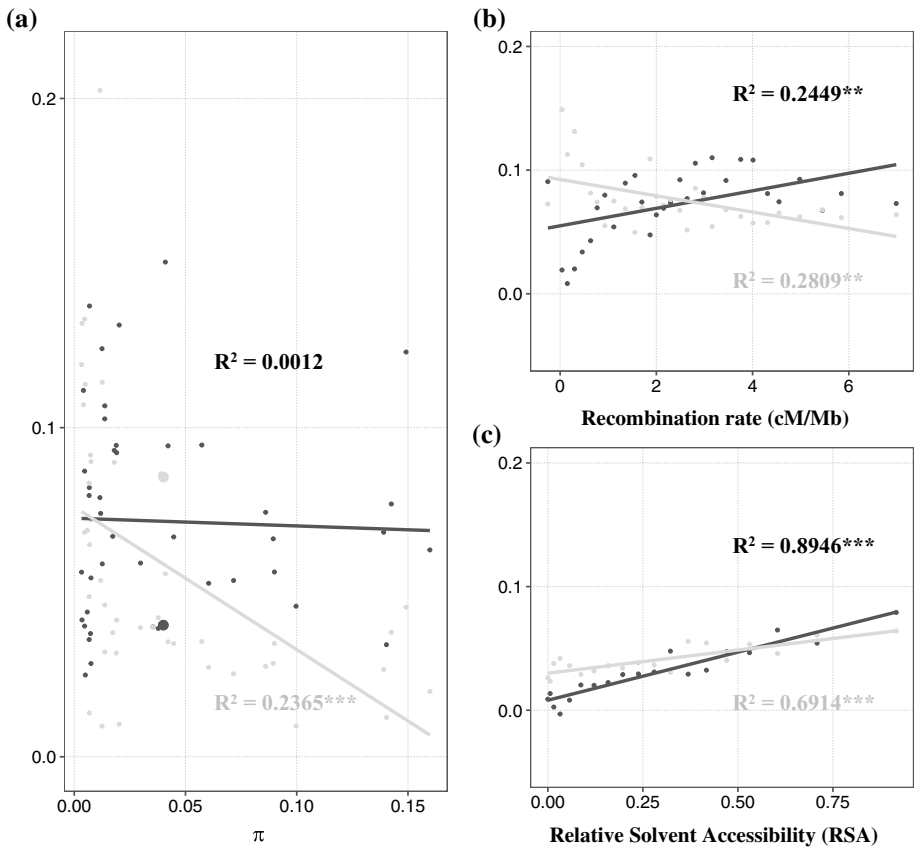 (a)
0.2
0.1
0.0
R² = 0.0012
R² = 0.2365***
0.00
0.05
0.10
0.15
π
(b)
0.2
0.1
0.0
R² = 0.2449**
R² = 0.2809**
0
2
4
6
Recombination rate (cM/Mb)
(c)
0.2
0.1
0.0
R² = 0.8946***
R² = 0.6914***
0.00
0.25
0.50
0.75
Relative Solvent Accessibility (RSA)